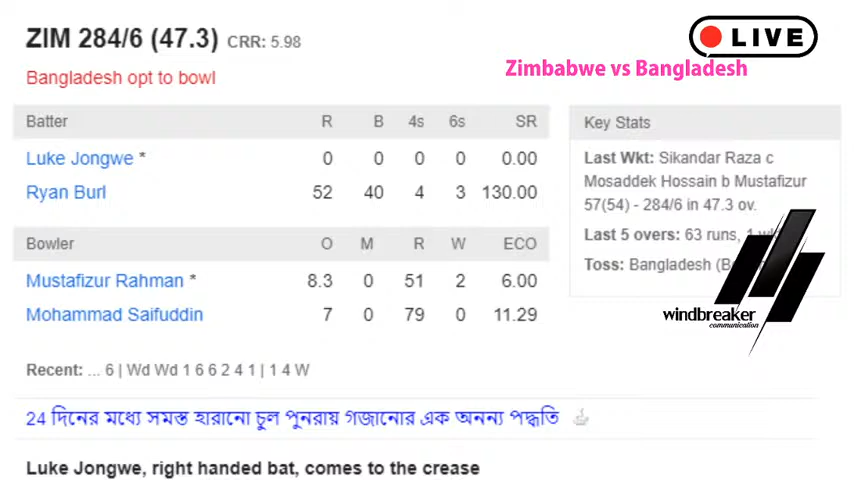 ZIM 284/6 (47.3) CRR: 5.98
LIVE
Zimbabwe vs Bangladesh
Bangladesh opt to bowl
Batter R B 4s 6s SR
Luke Jongwe * 0 0 0 0 0.00
Ryan Burl 52 40 4 3 130.00
Bowler O M R W ECO
Mustafizur Rahman * 8.3 0 51 2 6.00
Mohammad Saifuddin 7 0 79 0 11.29
Key Stats
Last Wkt: Sikandar Raza c
Mosaddek Hossain b Mustafizur
57(54) - 284/6 in 47.3 ov.
Last 5 overs: 63 runs, 1
Toss: Bangladesh
windbreaker
communication
Recent: ... 6 | Wd Wd 1 6 6 2 4 1 | 1 4 W
24 দিনের মধ্যে সমস্ত হারানো চুল পুনরায় গজানোর এক অনন্য পদ্ধতি
Luke Jongwe, right handed bat, comes to the crease